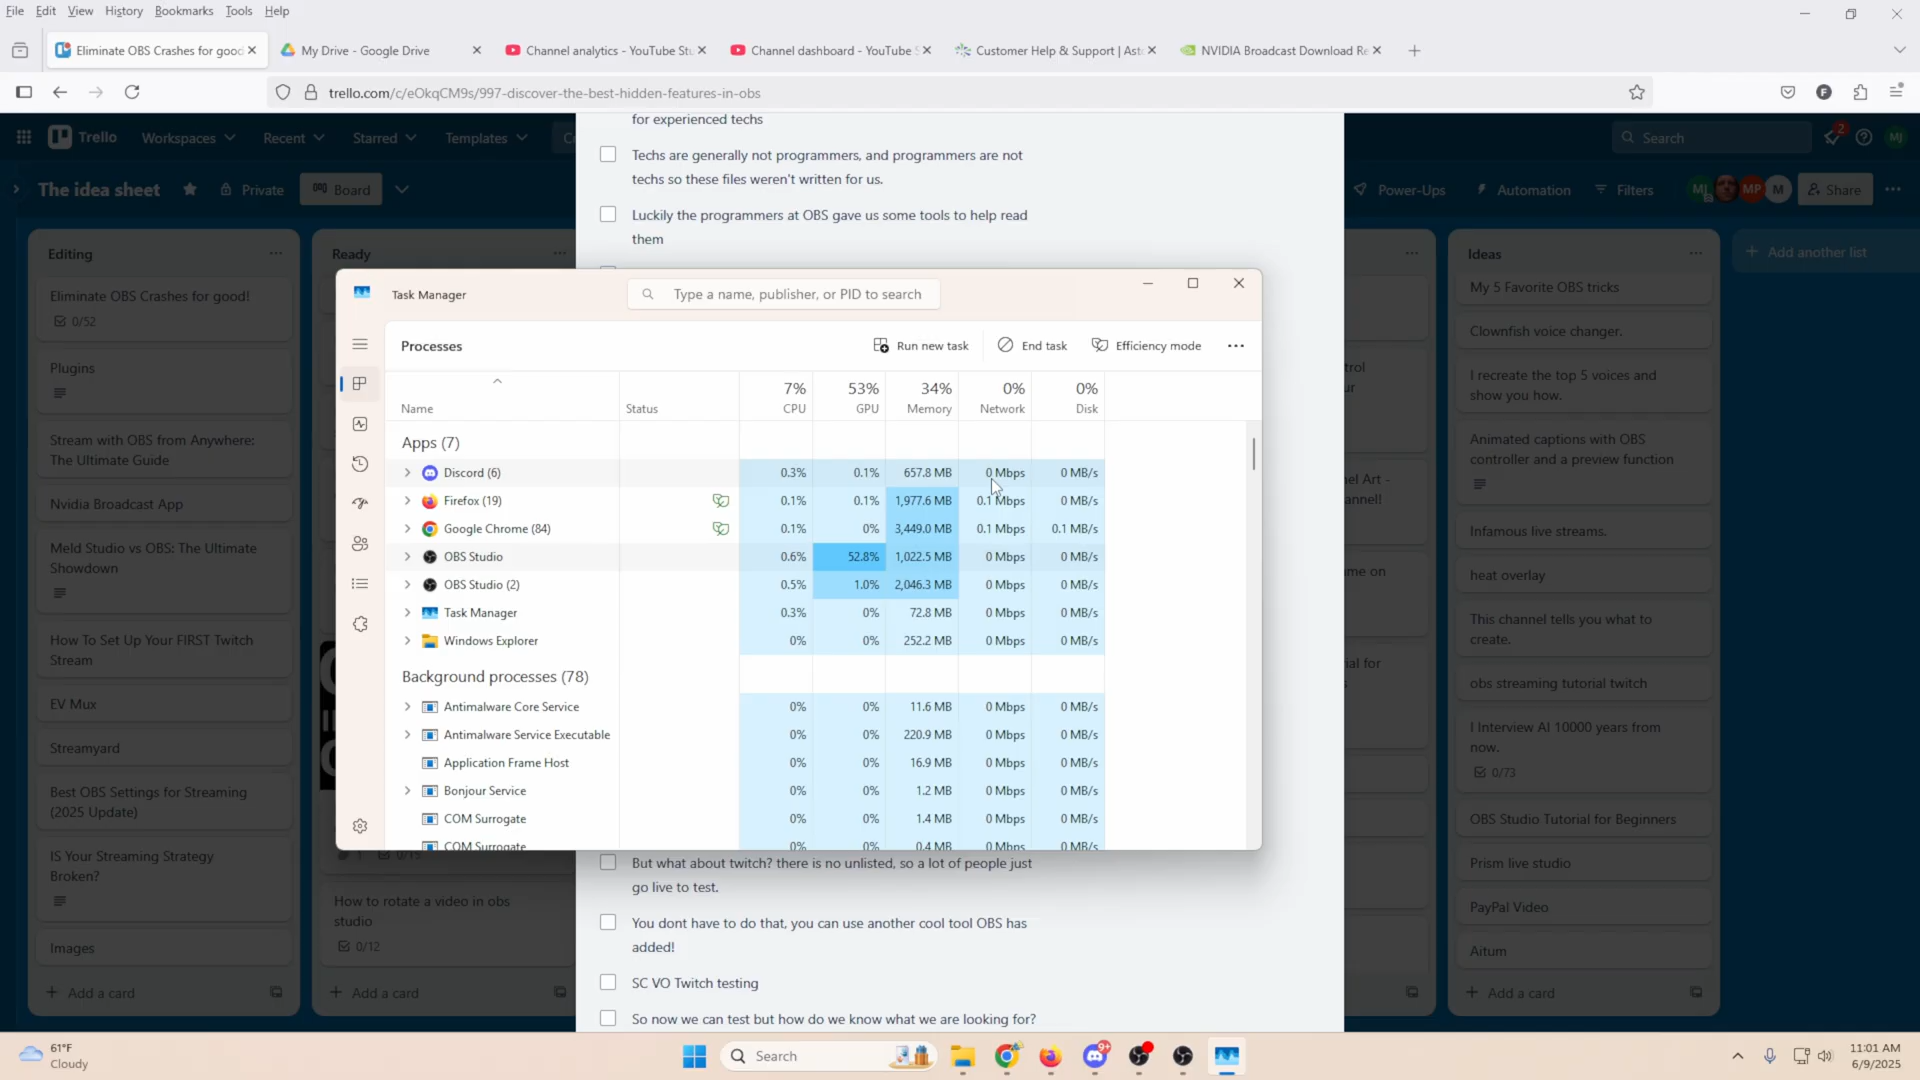 File Edit View History Bookmarks Tools Help
Eliminate OBS Crashes for good
My Drive - Google Drive
Channel analytics - YouTube Stu
Channel dashboard - YouTube S
Customer Help & Support | Ast
NVIDIA Broadcast Download Re
trello.com/c/eOkqCM9s/997-discover-the-best-hidden-features-in-obs
F
Trello Workspaces Recent Starred Templates
Search
2
MJ
The idea sheet Private Board
Power-Ups Automation Filters MJ MP M Share
for experienced techs
Techs are generally not programmers, and programmers are not
techs so these files weren't written for us.
Luckily the programmers at OBS gave us some tools to help read
them
Editing
Eliminate OBS Crashes for good!
0/52
Plugins
Stream with OBS from Anywhere:
The Ultimate Guide
Nvidia Broadcast App
Meld Studio vs OBS: The Ultimate
Showdown
How To Set Up Your FIRST Twitch
Stream
EV Mux
Streamyard
Best OBS Settings for Streaming
(2025 Update)
IS Your Streaming Strategy
Broken?
Images
Add a card
Ready
How to rotate a video in obs
studio
0/12
Add a card
Task Manager
Type a name, publisher, or PID to search
Processes Run new task End task Efficiency mode
7% 53% 34% 0% 0%
Name Status CPU GPU Memory Network Disk
Apps (7)
Discord (6) 0.3% 0.1% 657.8 MB 0 Mbps 0 MB/s
Firefox (19) 0.1% 0.1% 1,977.6 MB 0.1 Mbps 0 MB/s
Google Chrome (84) 0.1% 0% 3,449.0 MB 0.1 Mbps 0.1 MB/s
OBS Studio 0.6% 52.8% 1,022.5 MB 0 Mbps 0 MB/s
OBS Studio (2) 0.5% 1.0% 2,046.3 MB 0 Mbps 0 MB/s
Task Manager 0.3% 0% 72.8 MB 0 Mbps 0 MB/s
Windows Explorer 0% 0% 252.2 MB 0 Mbps 0 MB/s
Background processes (78)
Antimalware Core Service 0% 0% 11.6 MB 0 Mbps 0 MB/s
Antimalware Service Executable 0% 0% 220.9 MB 0 Mbps 0 MB/s
Application Frame Host 0% 0% 16.9 MB 0 Mbps 0 MB/s
Bonjour Service 0% 0% 1.2 MB 0 Mbps 0 MB/s
COM Surrogate 0% 0% 1.4 MB 0 Mbps 0 MB/s
COM Surrogate 0% 0% 0.4 MB 0 Mbps 0 MB/s
But what about twitch? there is no unlisted, so a lot of people just
go live to test.
You dont have to do that, you can use another cool tool OBS has
added!
SC VO Twitch testing
So now we can test but how do we know what we are looking for?
Ideas
My 5 Favorite OBS tricks
Clownfish voice changer.
I recreate the top 5 voices and
show you how.
Animated captions with OBS
controller and a preview function
Infamous live streams.
heat overlay
This channel tells you what to
create.
obs streaming tutorial twitch
I Interview AI 10000 years from
now.
0/73
OBS Studio Tutorial for Beginners
Prism live studio
PayPal Video
Aitum
Add a card
Add another list
61°F
Cloudy
Search
9+
11:01 AM
6/9/2025